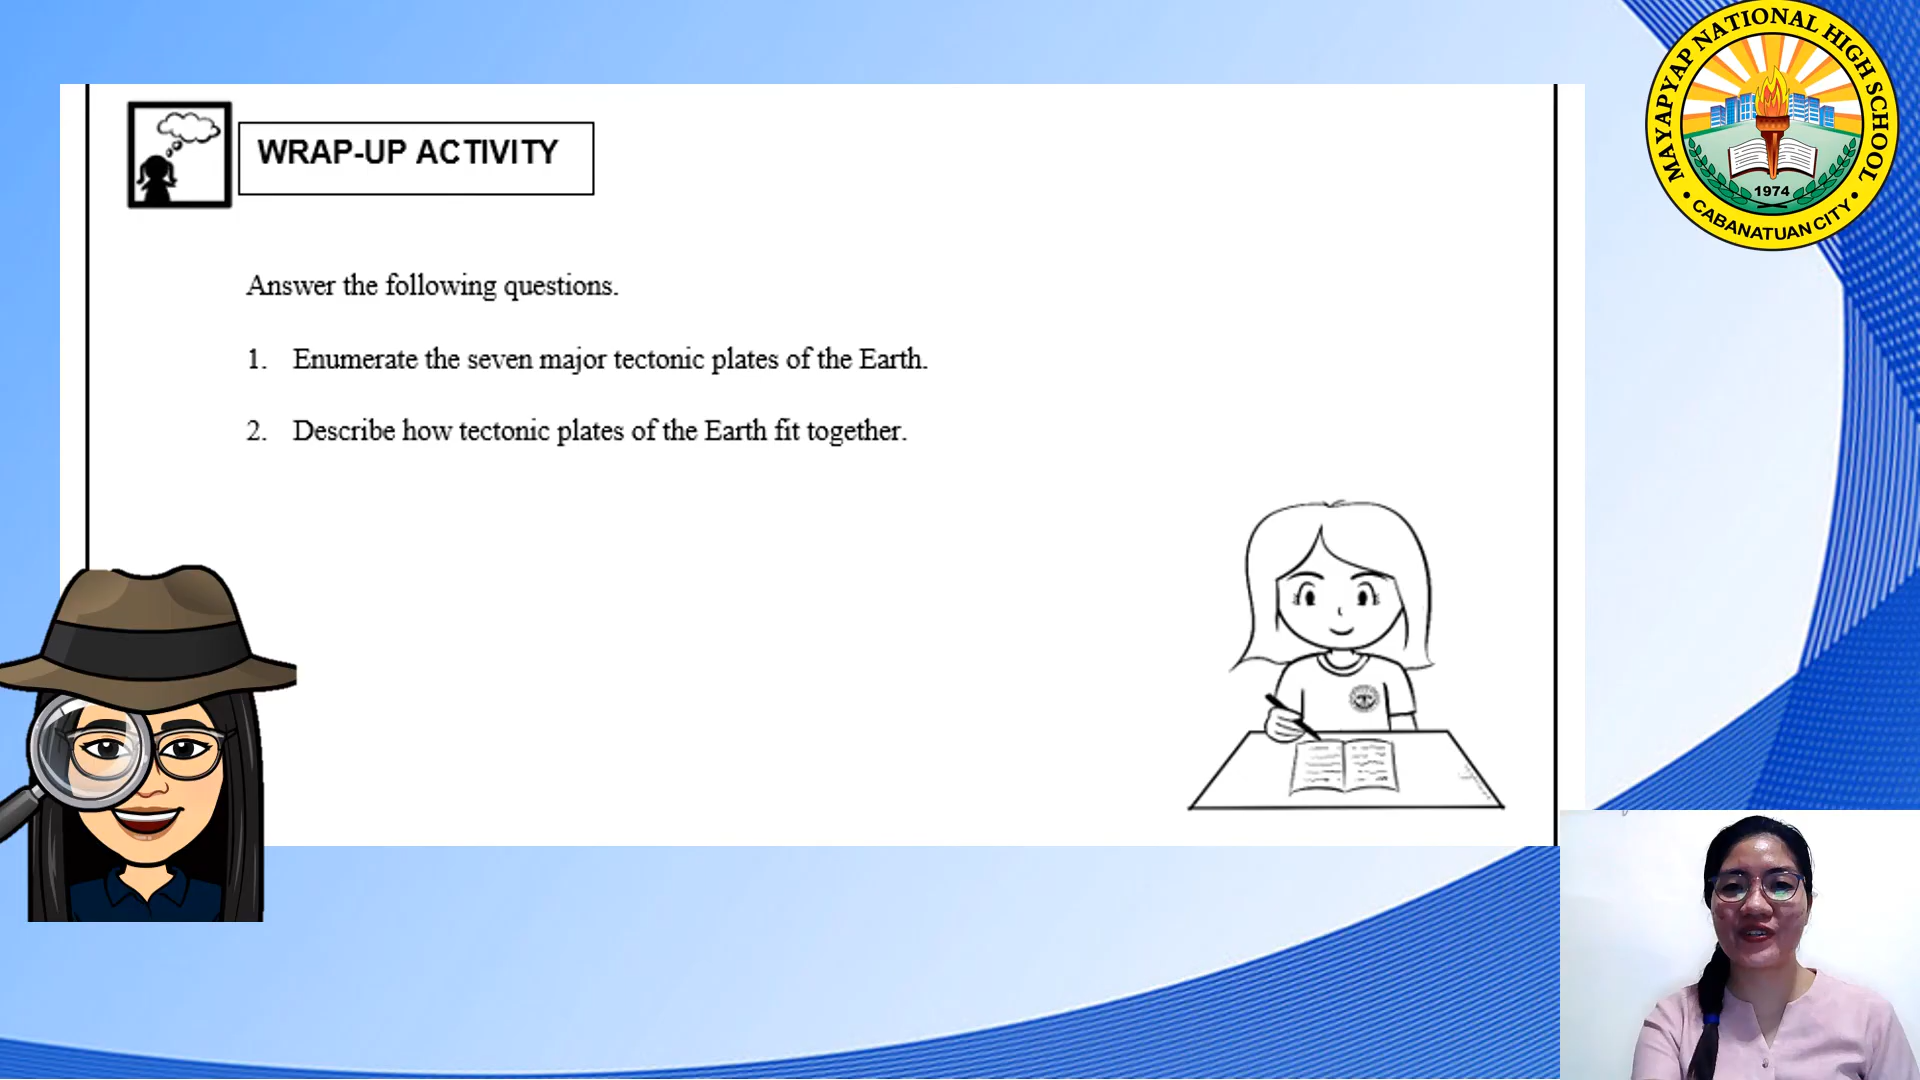 WRAP-UP ACTIVITY
Answer the following questions.
1. Enumerate the seven major tectonic plates of the Earth.
2. Describe how tectonic plates of the Earth fit together.
MAYAPYAP NATIONAL HIGH SCHOOL
1974
• CABANATUAN CITY •